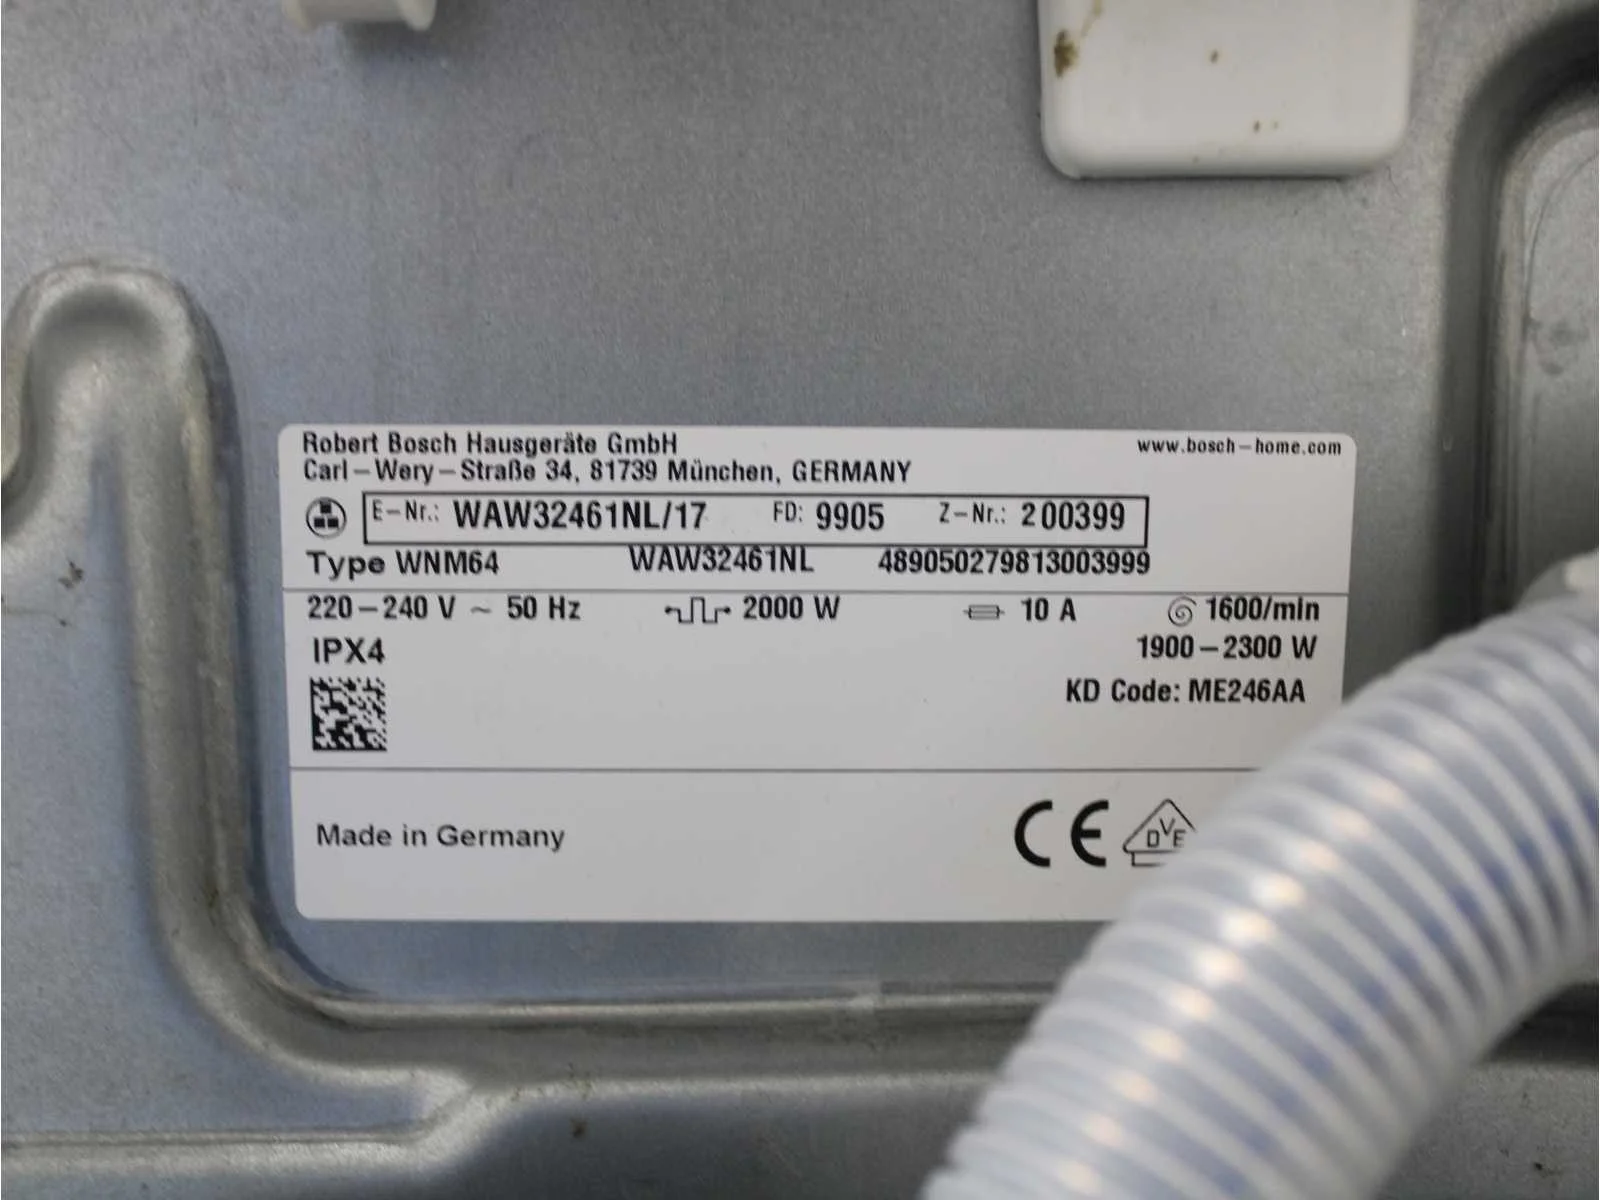 Robert Bosch Hausgeräte GmbH www.bosch-home.com
Carl-Wery-Straße 34, 81739 München, GERMANY
E-Nr.: WAW32461NL/17 FD: 9905 Z-Nr.: 200399
Type WNM64 WAW32461NL 489050279813003999
220-240 V ~ 50 Hz 2000 W 10 A 1600/min
IPX4 1900-2300 W
KD Code: ME246AA
Made in Germany CE DVE